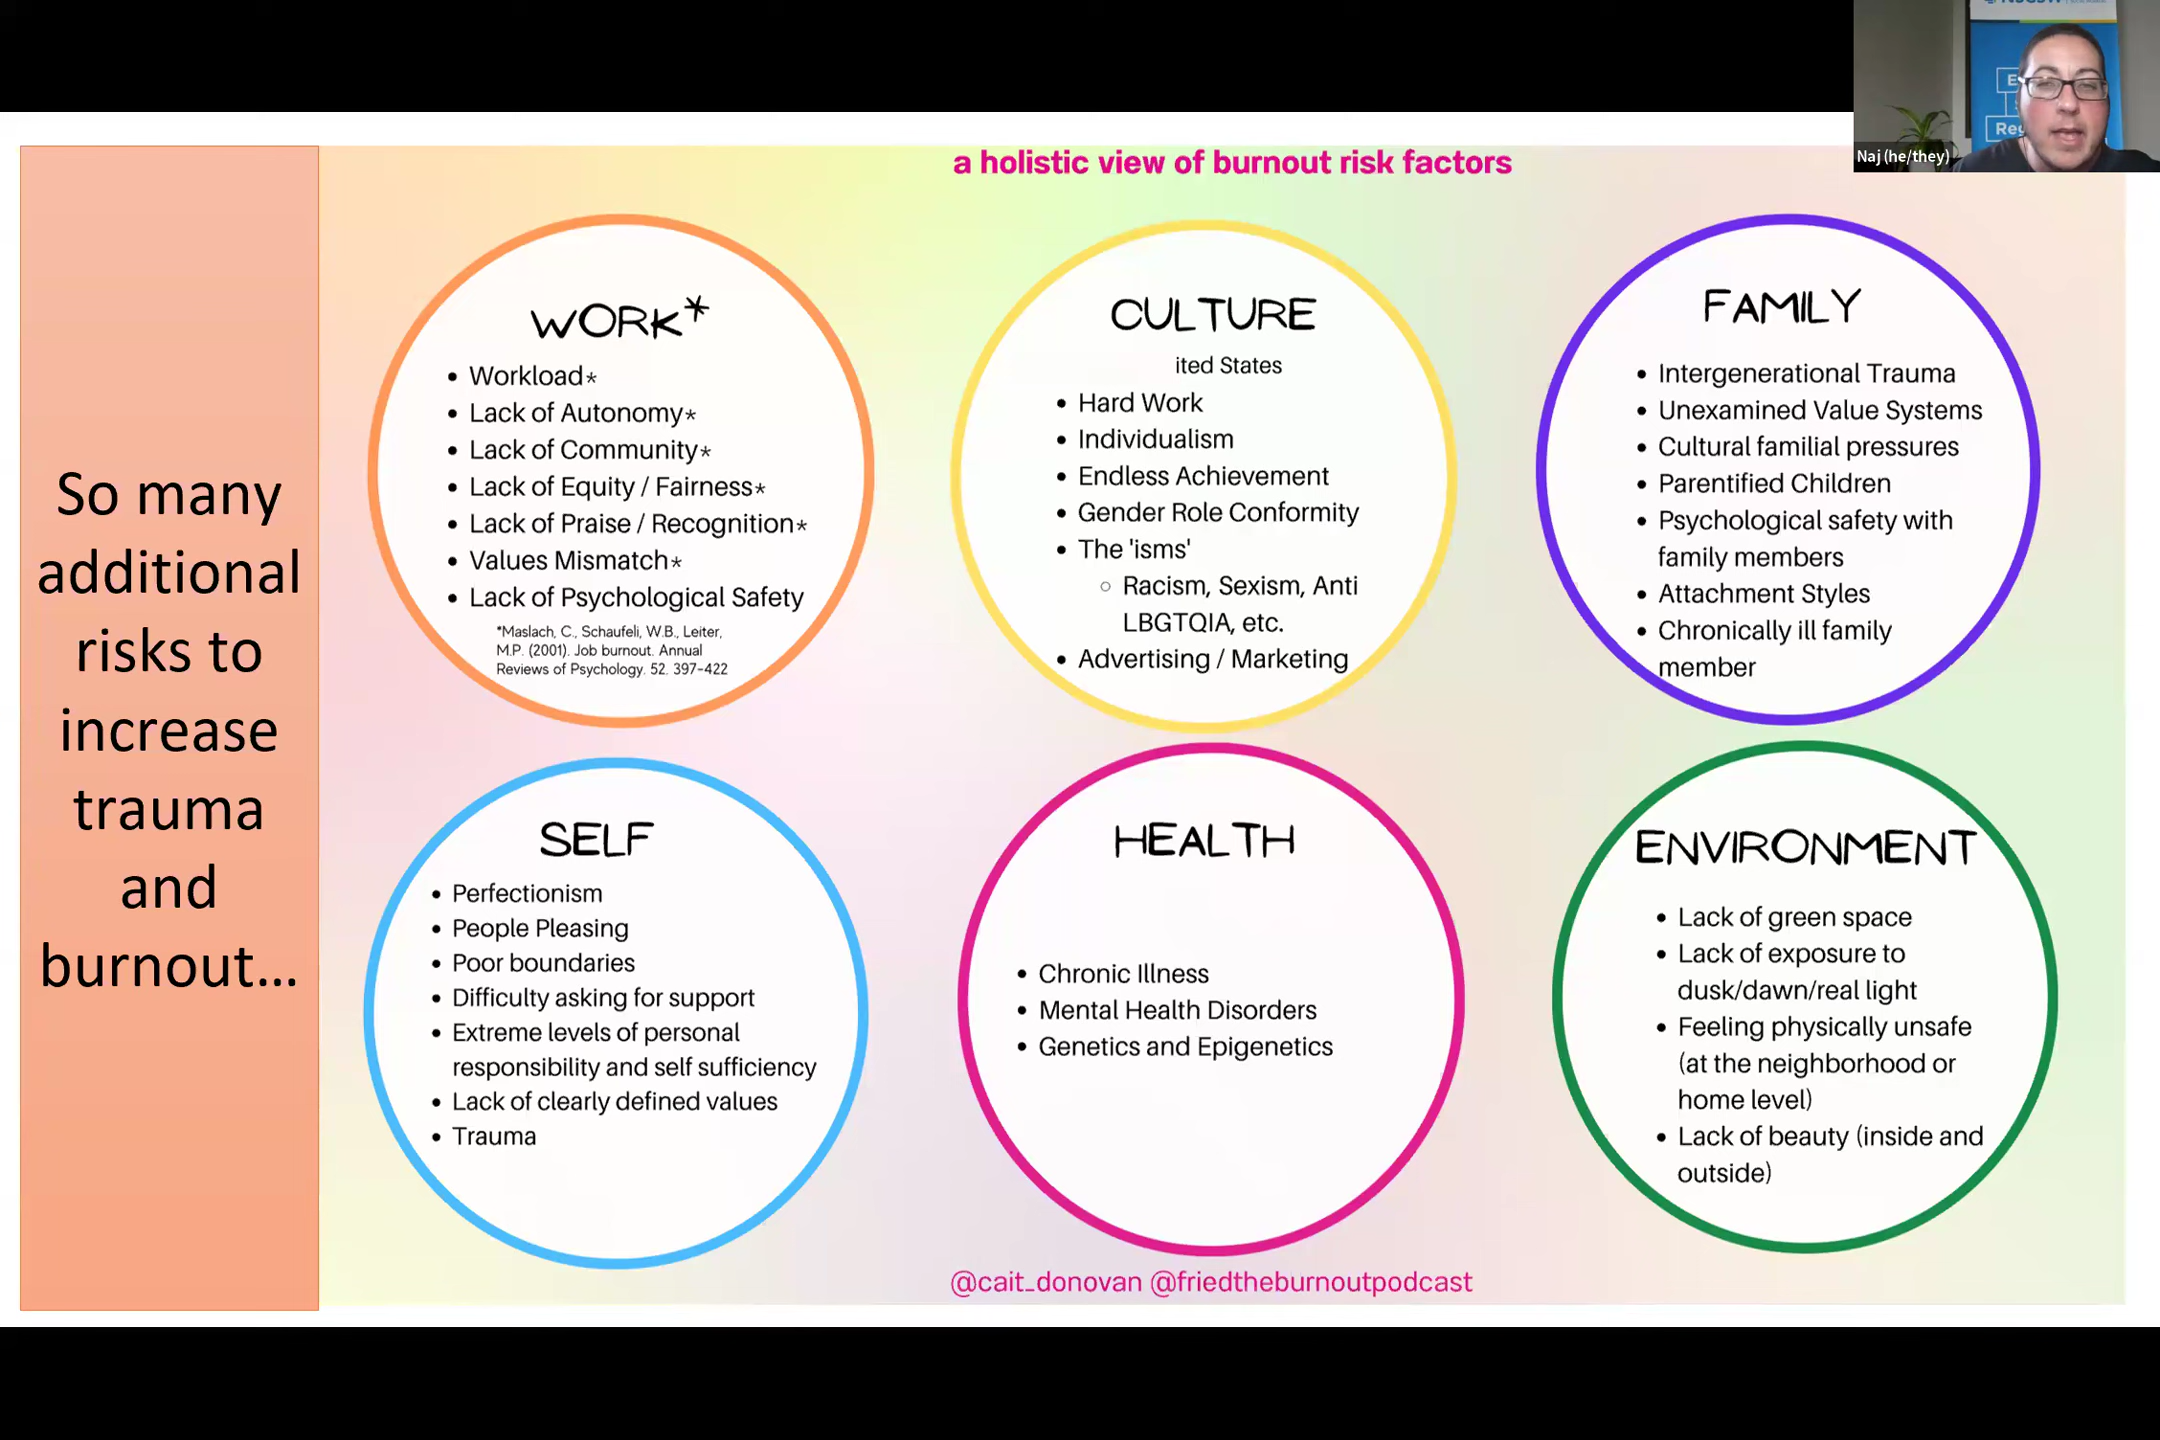 So many
additional
risks to
increase
trauma
and
burnout...
a holistic view of burnout risk factors
WORK*
• Workload*
• Lack of Autonomy*
• Lack of Community*
• Lack of Equity / Fairness*
• Lack of Praise / Recognition*
• Values Mismatch*
• Lack of Psychological Safety
*Maslach, C., Schaufeli, W.B., Leiter,
M.P. (2001). Job burnout. Annual
Reviews of Psychology. 52. 397-422
CULTURE
ited States
• Hard Work
• Individualism
• Endless Achievement
• Gender Role Conformity
• The 'isms'
○ Racism, Sexism, Anti
LBGTQIA, etc.
• Advertising / Marketing
FAMILY
• Intergenerational Trauma
• Unexamined Value Systems
• Cultural familial pressures
• Parentified Children
• Psychological safety with
family members
• Attachment Styles
• Chronically ill family
member
SELF
• Perfectionism
• People Pleasing
• Poor boundaries
• Difficulty asking for support
• Extreme levels of personal
responsibility and self sufficiency
• Lack of clearly defined values
• Trauma
HEALTH
• Chronic Illness
• Mental Health Disorders
• Genetics and Epigenetics
ENVIRONMENT
• Lack of green space
• Lack of exposure to
dusk/dawn/real light
• Feeling physically unsafe
(at the neighborhood or
home level)
• Lack of beauty (inside and
outside)
@cait_donovan @friedtheburnoutpodcast
Naj (he/they)